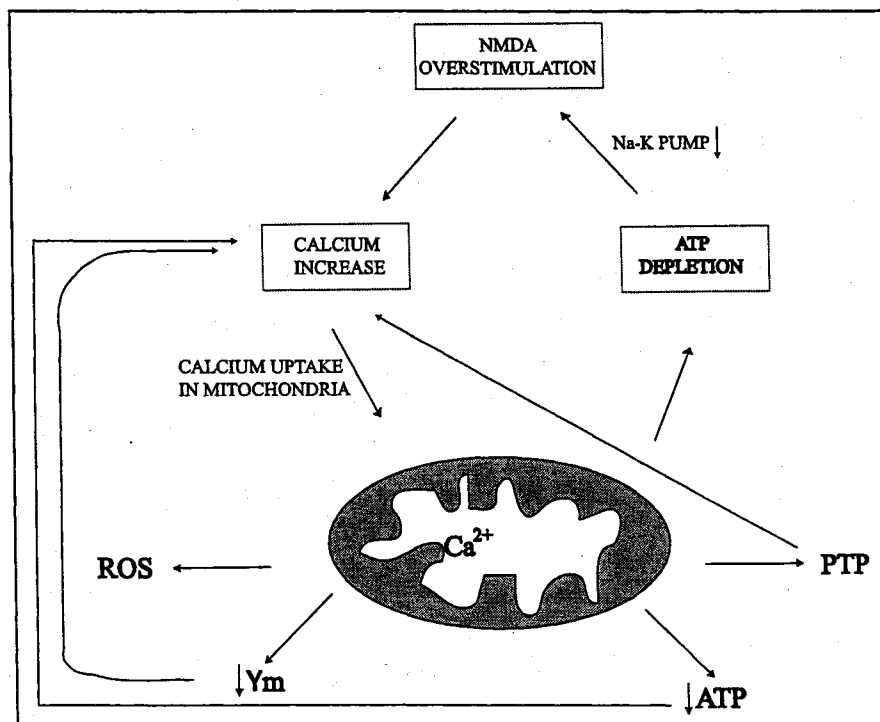 NMDA
OVERSTIMULATION
Na-K PUMP ↓
CALCIUM
INCREASE
ATP
DEPLETION
CALCIUM UPTAKE
IN MITOCHONDRIA
Ca2+
ROS
PTP
↓Ym
↓ATP